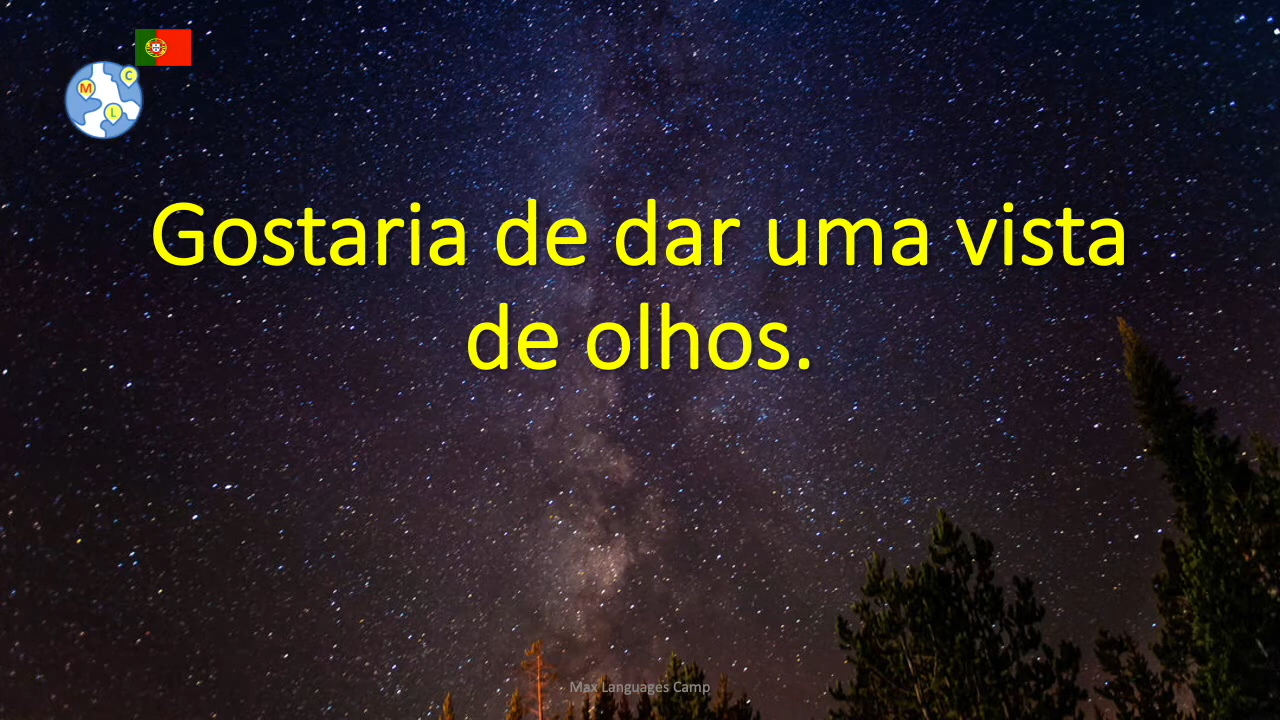 C
M
L
Gostaria de dar uma vista
de olhos.
Max Languages Camp